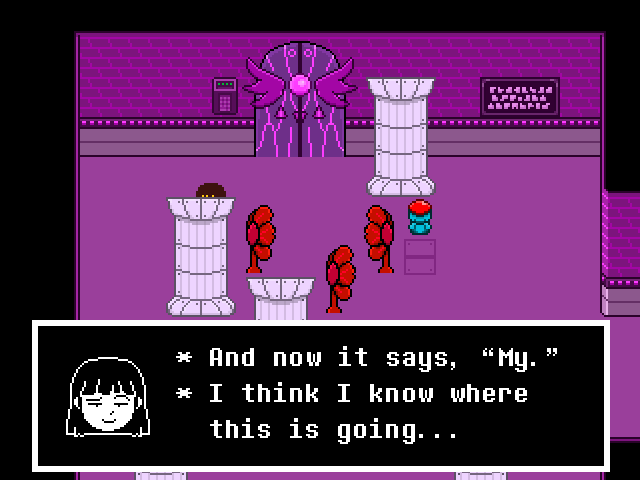 * And now it says, “My.”
* I think I know where
this is going...